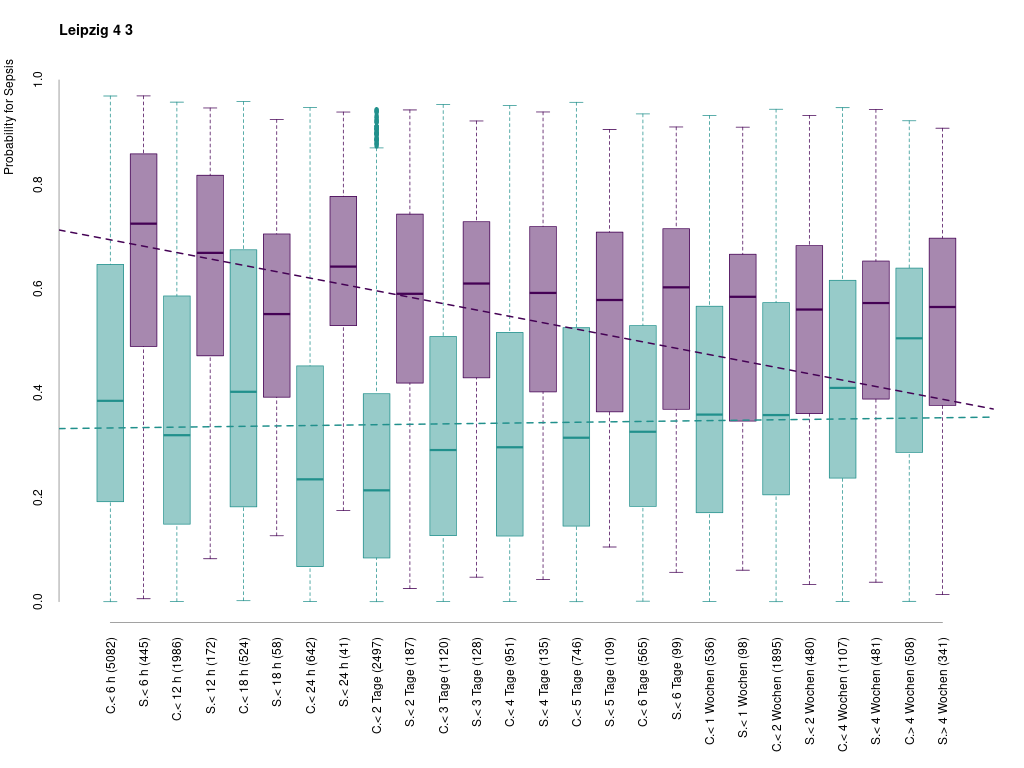 Leipzig 4 3
Probability for Sepsis
1.0
0.8
0.6
0.4
0.2
0.0
C.< 6 h (5082)
S.< 6 h (445)
C.< 12 h (1986)
S.< 12 h (172)
C.< 18 h (524)
S.< 18 h (58)
C.< 24 h (642)
S.< 24 h (41)
C.< 2 Tage (2497)
S.< 2 Tage (187)
C.< 3 Tage (1120)
S.< 3 Tage (128)
C.< 4 Tage (951)
S.< 4 Tage (135)
C.< 5 Tage (746)
S.< 5 Tage (109)
C.< 6 Tage (565)
S.< 6 Tage (99)
C.< 1 Wochen (536)
S.< 1 Wochen (98)
C.< 2 Wochen (1895)
S.< 2 Wochen (480)
C.< 4 Wochen (1107)
S.< 4 Wochen (481)
C.> 4 Wochen (508)
S.> 4 Wochen (341)